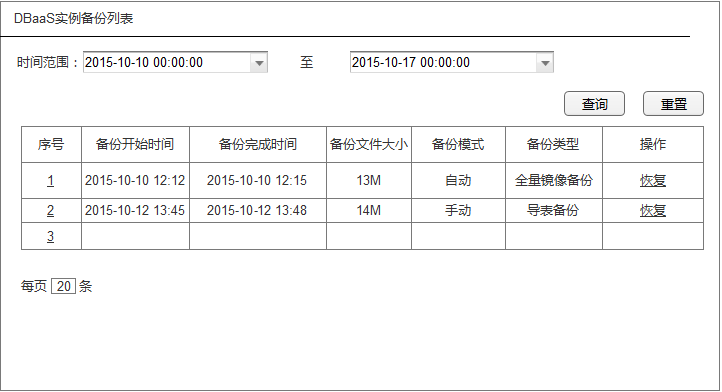 DBaaS实例备份列表
时间范围：2015-10-10 00:00:00 至 2015-10-17 00:00:00
查询 重置
序号 备份开始时间 备份完成时间 备份文件大小 备份模式 备份类型 操作
1 2015-10-10 12:12 2015-10-10 12:15 13M 自动 全量镜像备份 恢复
2 2015-10-12 13:45 2015-10-12 13:48 14M 手动 导表备份 恢复
3
每页 20 条